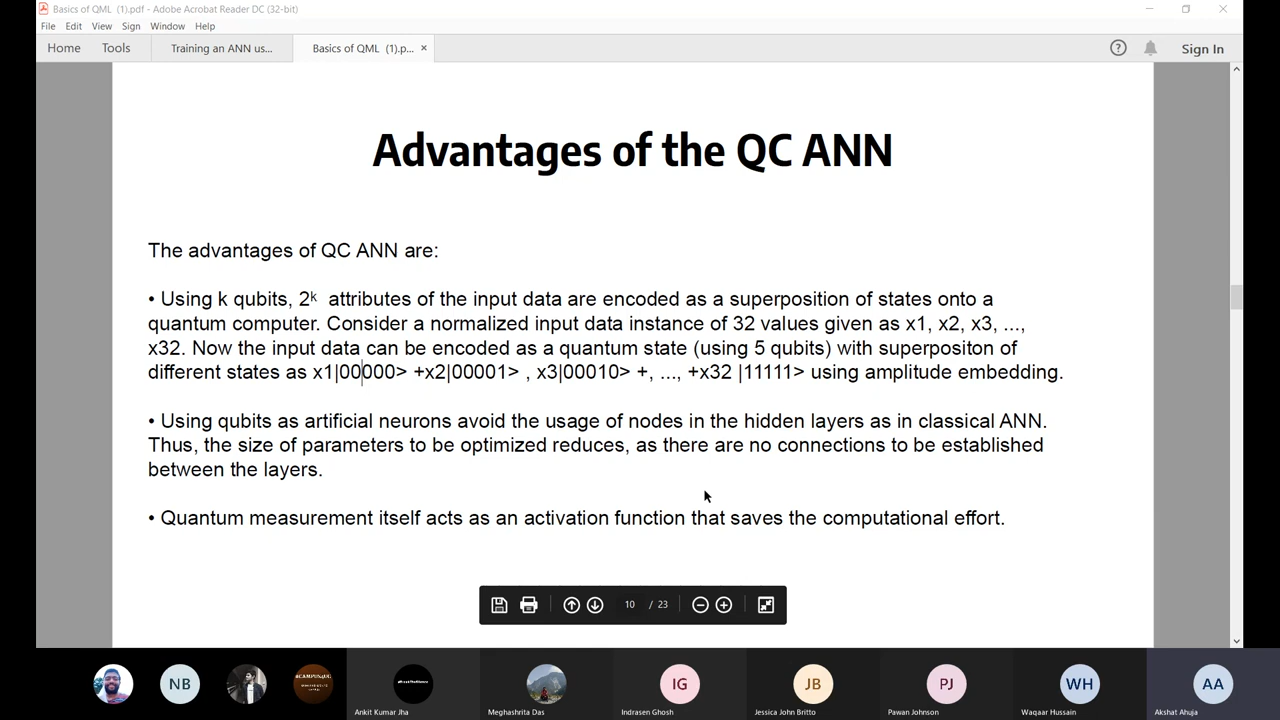 Basics of QML (1).pdf - Adobe Acrobat Reader DC (32-bit)
File Edit View Sign Window Help
Home Tools Training an ANN us... Basics of QML (1).p... × Sign In
Advantages of the QC ANN
The advantages of QC ANN are:
• Using k qubits, 2ᵏ attributes of the input data are encoded as a superposition of states onto a
quantum computer. Consider a normalized input data instance of 32 values given as x1, x2, x3, ...,
x32. Now the input data can be encoded as a quantum state (using 5 qubits) with superpositon of
different states as x1|00000> +x2|00001> , x3|00010> +, ..., +x32 |11111> using amplitude embedding.
• Using qubits as artificial neurons avoid the usage of nodes in the hidden layers as in classical ANN.
Thus, the size of parameters to be optimized reduces, as there are no connections to be established
between the layers.
• Quantum measurement itself acts as an activation function that saves the computational effort.
10 / 23
NB IG JB PJ WH AA
Ankit Kumar Jha Meghashrita Das Indrasen Ghosh Jessica John Britto Pawan Johnson Waqaar Hussain Akshat Ahuja